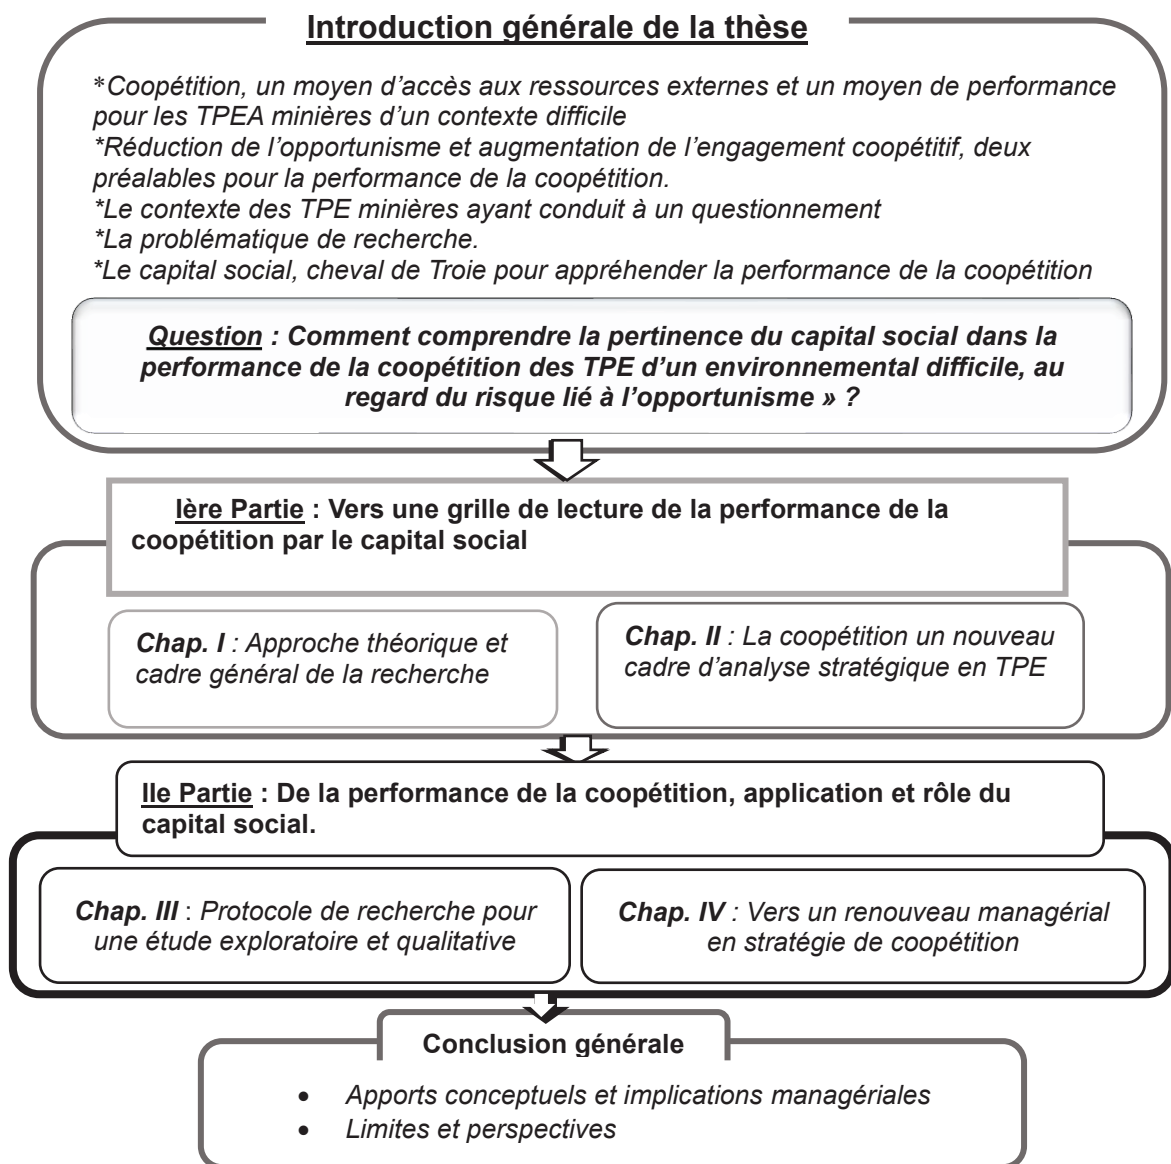 Introduction générale de la thèse
*Coopétition, un moyen d’accès aux ressources externes et un moyen de performance
pour les TPEA minières d’un contexte difficile
*Réduction de l’opportunisme et augmentation de l’engagement coopétitif, deux
préalables pour la performance de la coopétition.
*Le contexte des TPE minières ayant conduit à un questionnement
*La problématique de recherche.
*Le capital social, cheval de Troie pour appréhender la performance de la coopétition
Question : Comment comprendre la pertinence du capital social dans la
performance de la coopétition des TPE d’un environnemental difficile, au
regard du risque lié à l’opportunisme » ?
Ière Partie : Vers une grille de lecture de la performance de la
coopétition par le capital social
Chap. I : Approche théorique et
cadre général de la recherche
Chap. II : La coopétition un nouveau
cadre d’analyse stratégique en TPE
IIe Partie : De la performance de la coopétition, application et rôle du
capital social.
Chap. III : Protocole de recherche pour
une étude exploratoire et qualitative
Chap. IV : Vers un renouveau managérial
en stratégie de coopétition
Conclusion générale
• Apports conceptuels et implications managériales
• Limites et perspectives